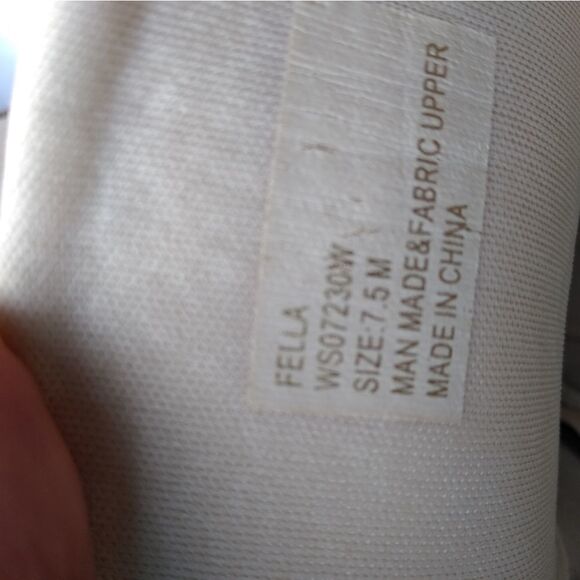 FELLA
WS07230W
SIZE:7.5 M
MAN MADE&FABRIC UPPER
MADE IN CHINA